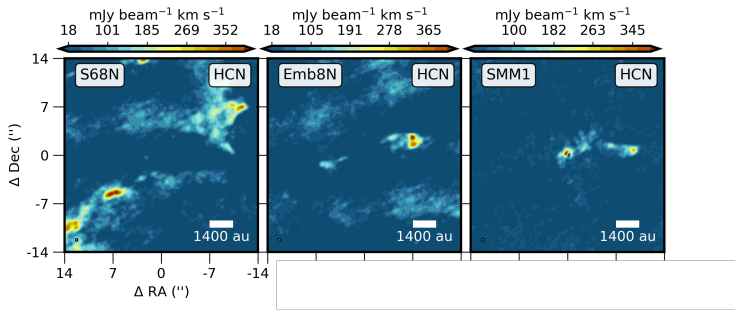 mJy beam⁻¹ km s⁻¹ mJy beam⁻¹ km s⁻¹ mJy beam⁻¹ km s⁻¹
18 101 185 269 352 18 105 191 278 365 100 182 263 345
S68N HCN Emb8N HCN SMM1 HCN
14
7
0
-7
-14
Δ Dec ('')
1400 au 1400 au 1400 au
14 7 0 -7 -14
Δ RA ('')